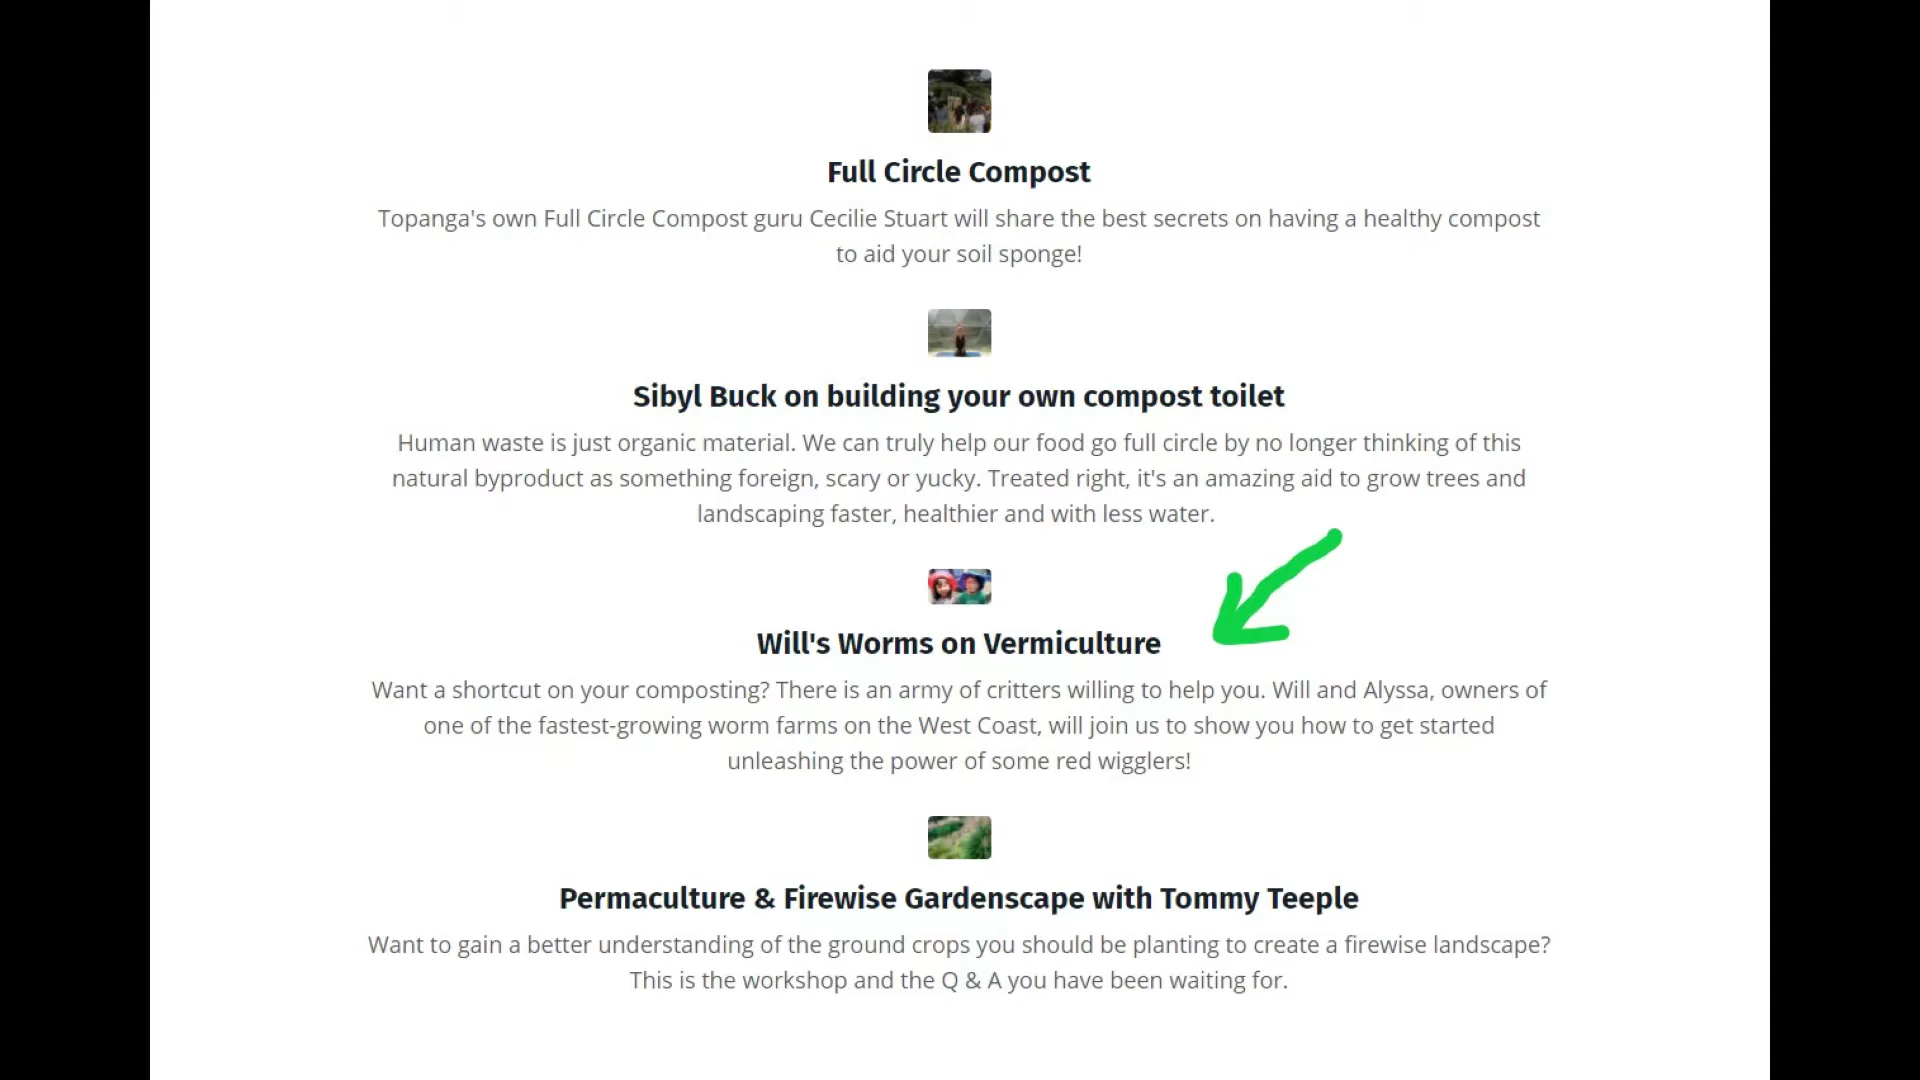 Full Circle Compost
Topanga's own Full Circle Compost guru Cecilie Stuart will share the best secrets on having a healthy compost
to aid your soil sponge!
Sibyl Buck on building your own compost toilet
Human waste is just organic material. We can truly help our food go full circle by no longer thinking of this
natural byproduct as something foreign, scary or yucky. Treated right, it's an amazing aid to grow trees and
landscaping faster, healthier and with less water.
Will's Worms on Vermiculture
Want a shortcut on your composting? There is an army of critters willing to help you. Will and Alyssa, owners of
one of the fastest-growing worm farms on the West Coast, will join us to show you how to get started
unleashing the power of some red wigglers!
Permaculture & Firewise Gardenscape with Tommy Teeple
Want to gain a better understanding of the ground crops you should be planting to create a firewise landscape?
This is the workshop and the Q & A you have been waiting for.